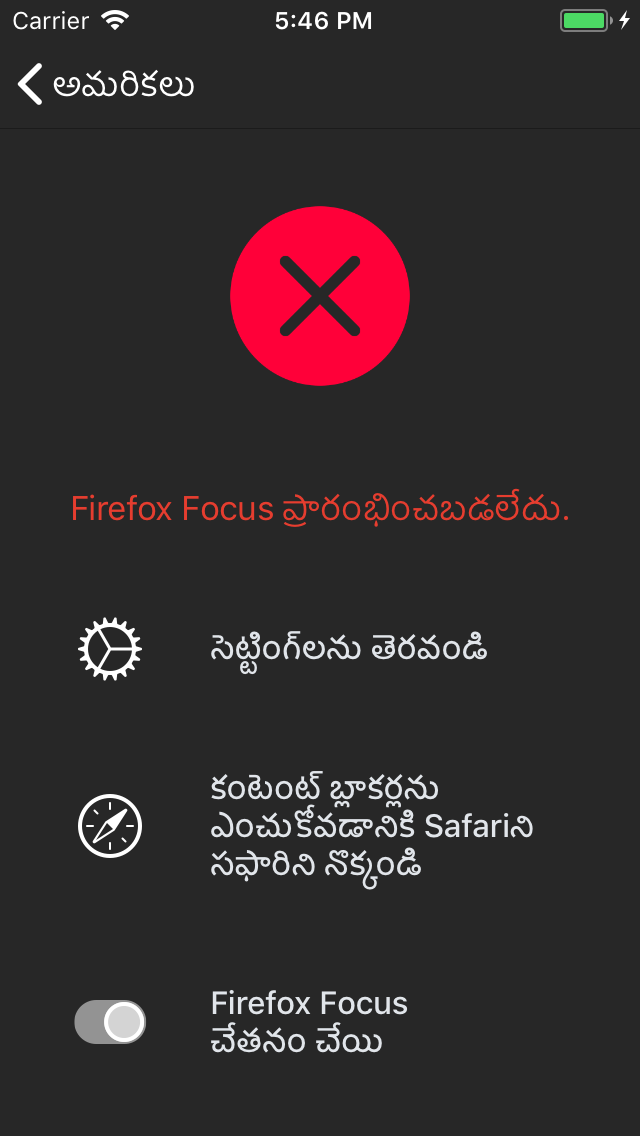 Carrier 5:46 PM
అమరికలు
Firefox Focus ప్రారంభించబడలేదు.
సెట్టింగ్‌లను తెరవండి
కంటెంట్ బ్లాకర్లను
ఎంచుకోవడానికి Safariని
సఫారిని నొక్కండి
Firefox Focus
చేతనం చేయి